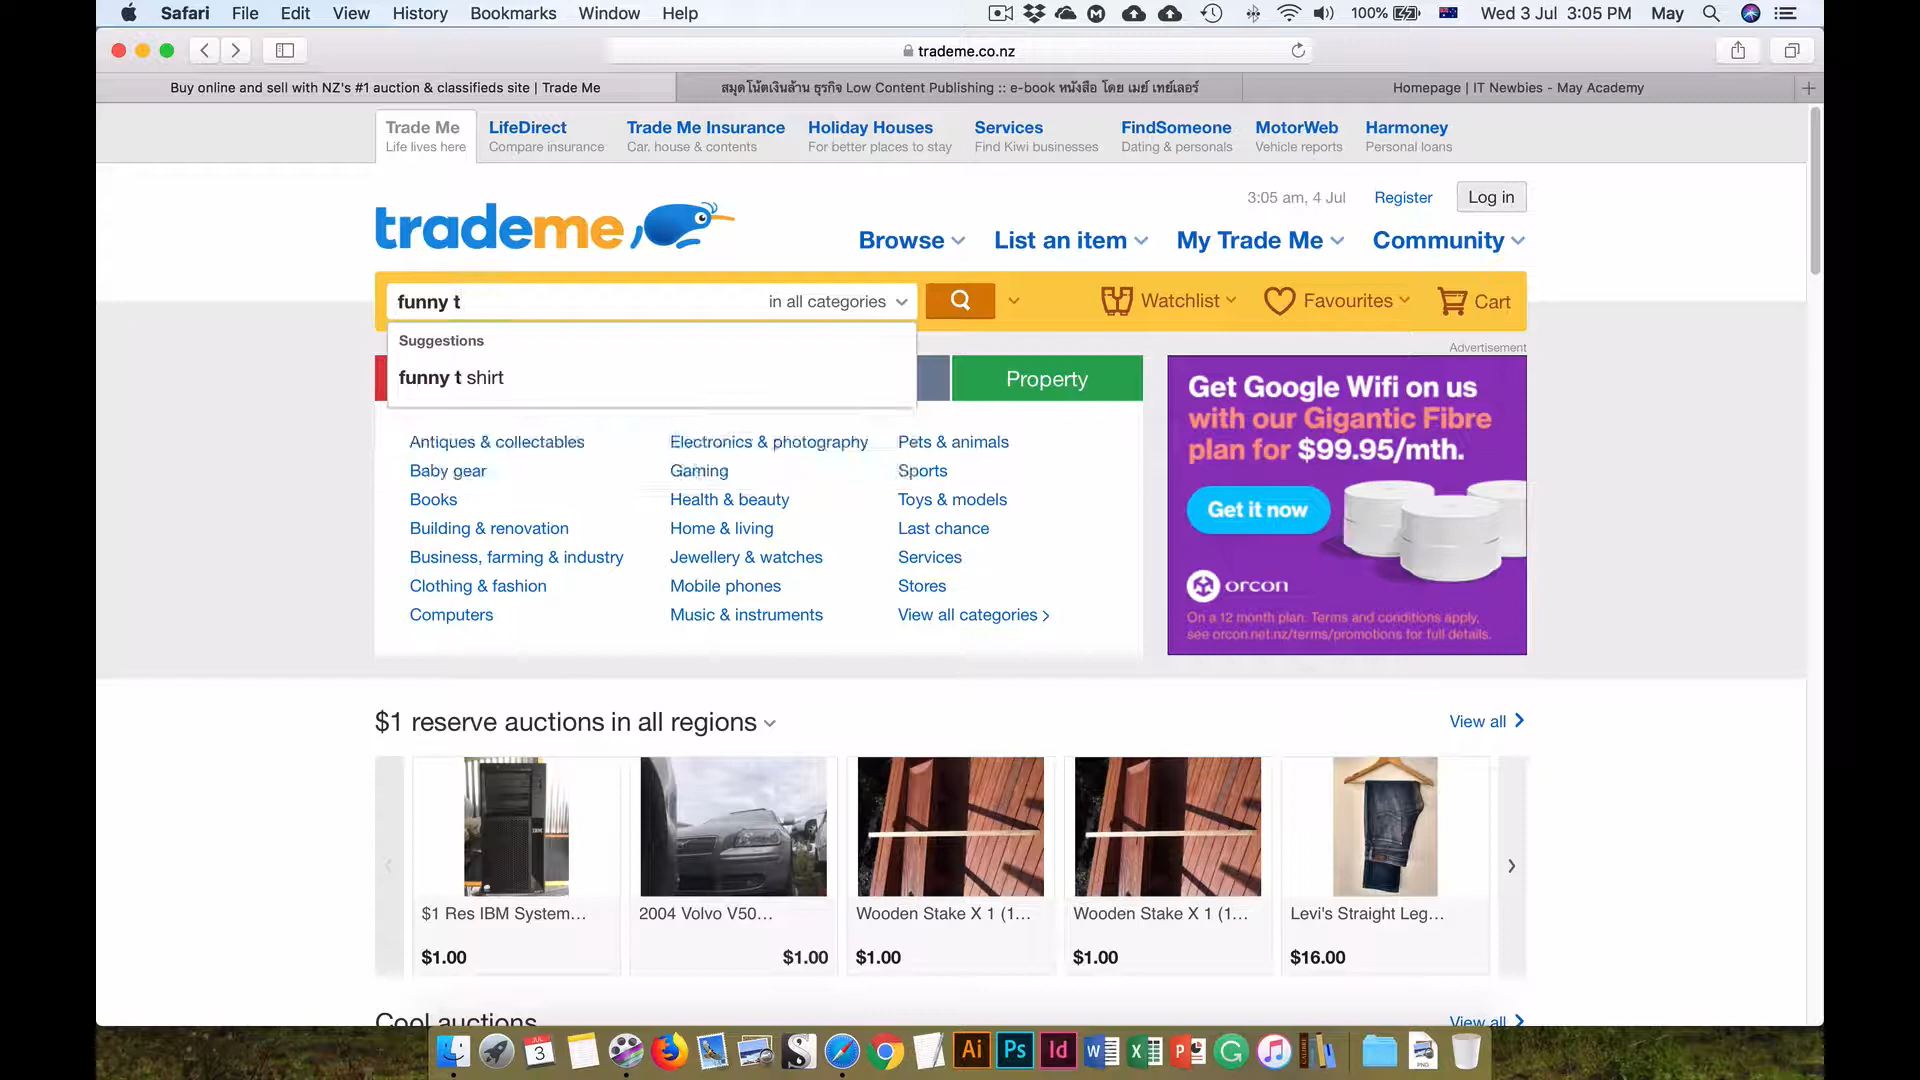 Safari File Edit View History Bookmarks Window Help 100% Wed 3 Jul 3:05 PM May
trademe.co.nz
Buy online and sell with NZ's #1 auction & classifieds site | Trade Me
สมุดโน้ตเงินล้าน ธุรกิจ Low Content Publishing :: e-book หนังสือ โดย เมย์ เทย์เลอร์
Homepage | IT Newbies - May Academy
Trade Me LifeDirect Trade Me Insurance Holiday Houses Services FindSomeone MotorWeb Harmoney
Life lives here Compare insurance Car, house & contents For better places to stay Find Kiwi businesses Dating & personals Vehicle reports Personal loans
3:05 am, 4 Jul Register Log in
trademe
Browse List an item My Trade Me Community
funny t in all categories Watchlist Favourites Cart
Suggestions
funny t shirt
Advertisement
Property
Antiques & collectables Electronics & photography Pets & animals
Baby gear Gaming Sports
Books Health & beauty Toys & models
Building & renovation Home & living Last chance
Business, farming & industry Jewellery & watches Services
Clothing & fashion Mobile phones Stores
Computers Music & instruments View all categories
Get Google Wifi on us
with our Gigantic Fibre
plan for $99.95/mth.
Get it now
orcon
On a 12 month plan. Terms and conditions apply,
see orcon.net.nz/terms/promotions for full details.
$1 reserve auctions in all regions View all
$1 Res IBM System... 2004 Volvo V50... Wooden Stake X 1 (1... Wooden Stake X 1 (1... Levi's Straight Leg...
$1.00 $1.00 $1.00 $1.00 $16.00
Cool auctions View all
JUL 3 Ai Ps Id W X P G